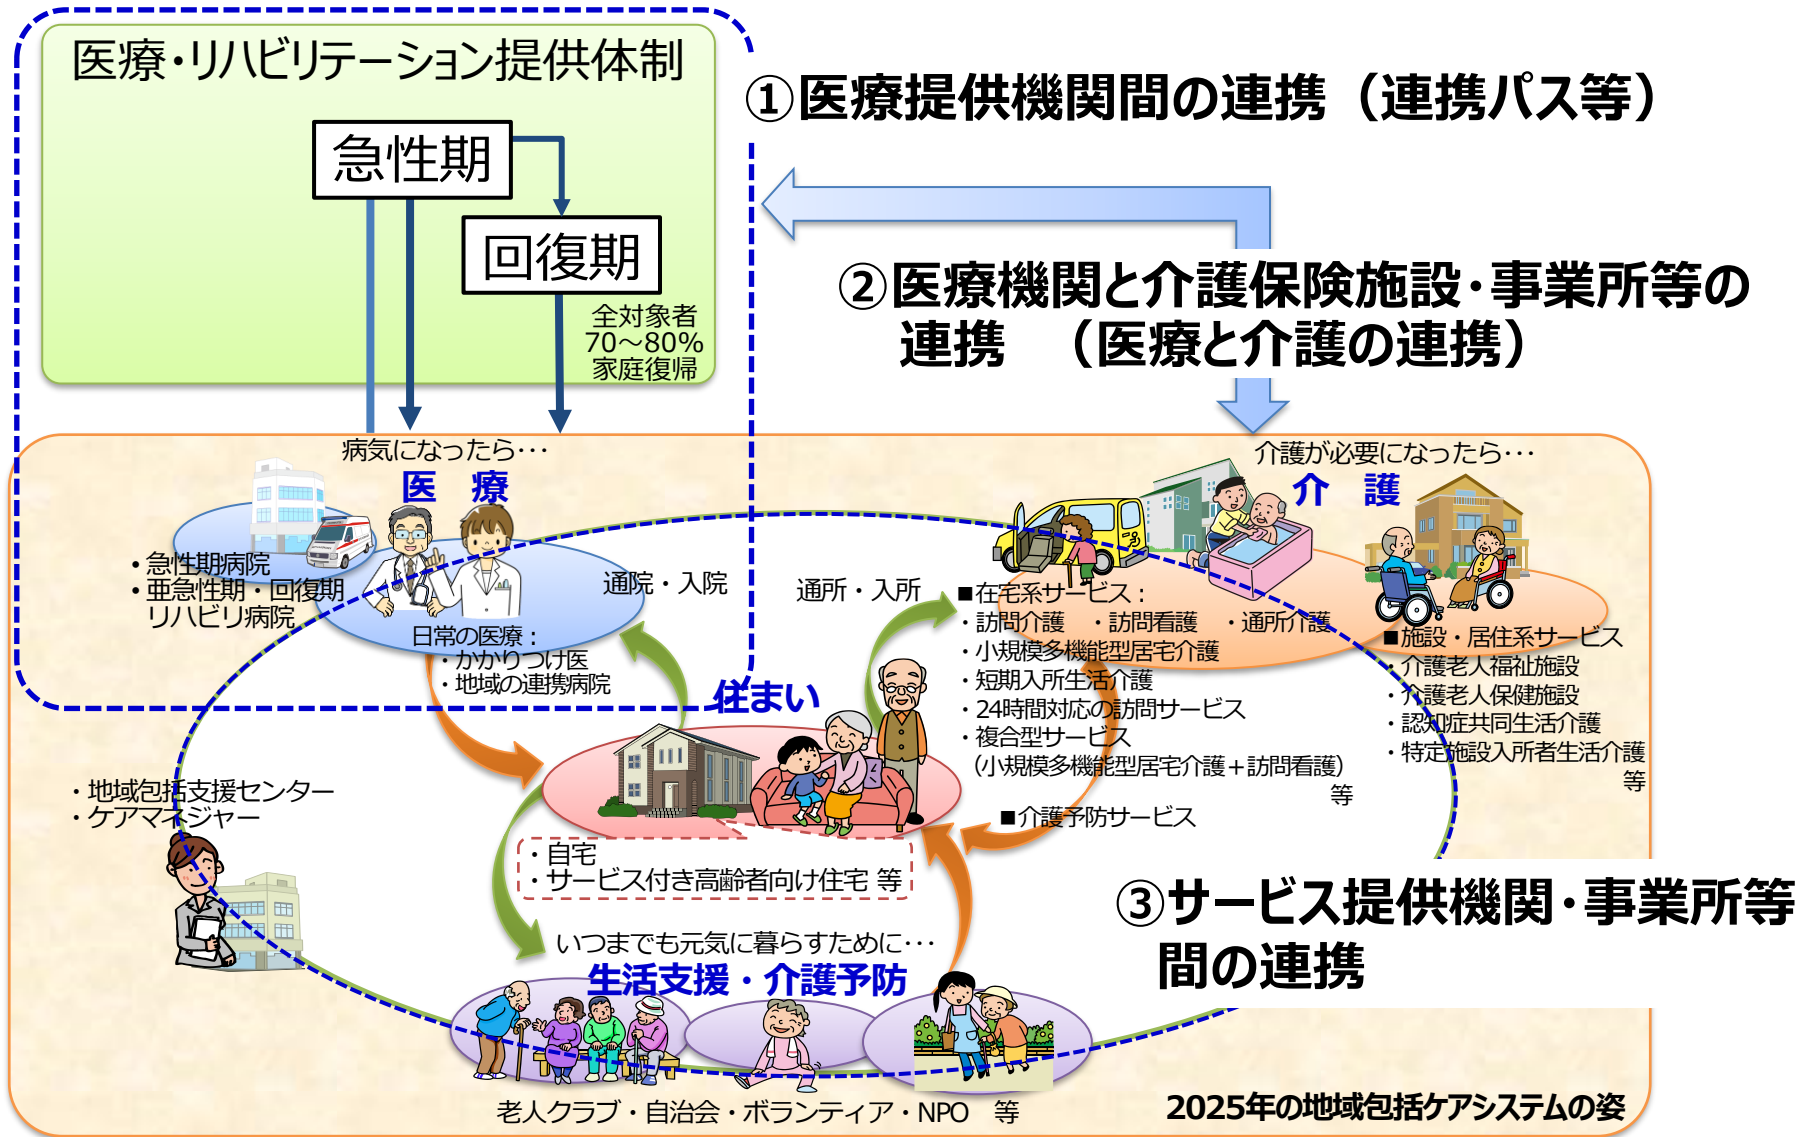 医療・リハビリテーション提供体制
急性期
回復期
全対象者
70～80%
家庭復帰
①医療提供機関間の連携（連携パス等）
②医療機関と介護保険施設・事業所等の
連携　（医療と介護の連携）
病気になったら･･･
医　療
・急性期病院
・亜急性期・回復期
リハビリ病院
日常の医療：
・かかりつけ医
・地域の連携病院
通院・入院
通所・入所
介護が必要になったら･･･
介　護
■在宅系サービス：
・訪問介護　・訪問看護　・通所介護
・小規模多機能型居宅介護
・短期入所生活介護
・24時間対応の訪問サービス
・複合型サービス
（小規模多機能型居宅介護＋訪問看護）
等
■介護予防サービス
■施設・居住系サービス
・介護老人福祉施設
・介護老人保健施設
・認知症共同生活介護
・特定施設入所者生活介護
等
住まい
・自宅
・サービス付き高齢者向け住宅 等
・地域包括支援センター
・ケアマネジャー
③サービス提供機関・事業所等
間の連携
いつまでも元気に暮らすために･･･
生活支援・介護予防
老人クラブ・自治会・ボランティア・NPO　等
2025年の地域包括ケアシステムの姿